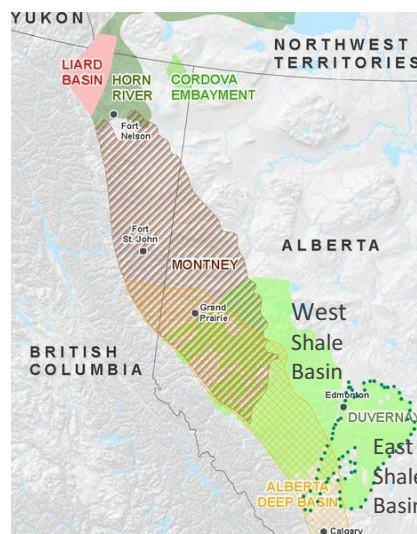 YUKON
NORTHWEST
TERRITORIES
LIARD
BASIN
HORN
RIVER
CORDOVA
EMBAYMENT
Fort
Nelson
Fort
St. John
ALBERTA
MONTNEY
Grand
Prairie
West
Shale
Basin
BRITISH
COLUMBIA
Edmonton
DUVERNAY
East
Shale
Basin
ALBERTA
DEEP BASIN
Calgary